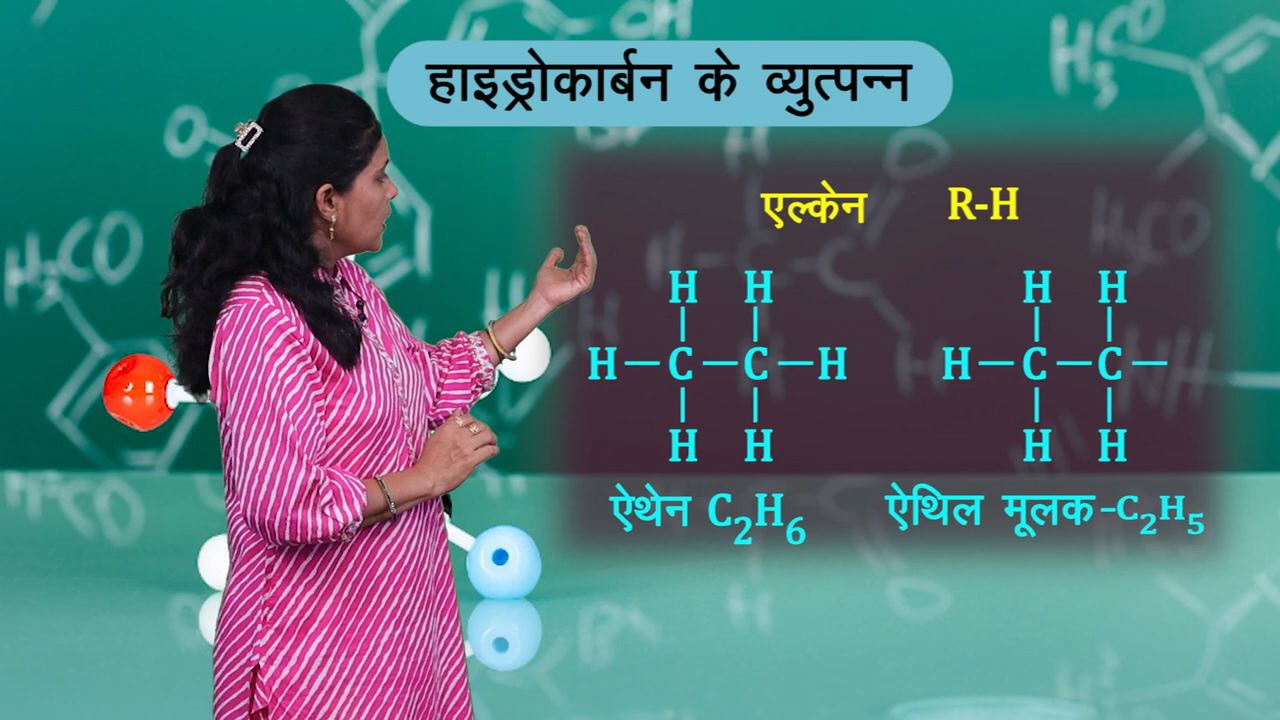 हाइड्रोकार्बन के व्युत्पन्न
एल्केन R-H
H H H H
H–C–C–H H–C–C–
H H H H
ऐथेन C₂H₆ ऐथिल मूलक -C₂H₅